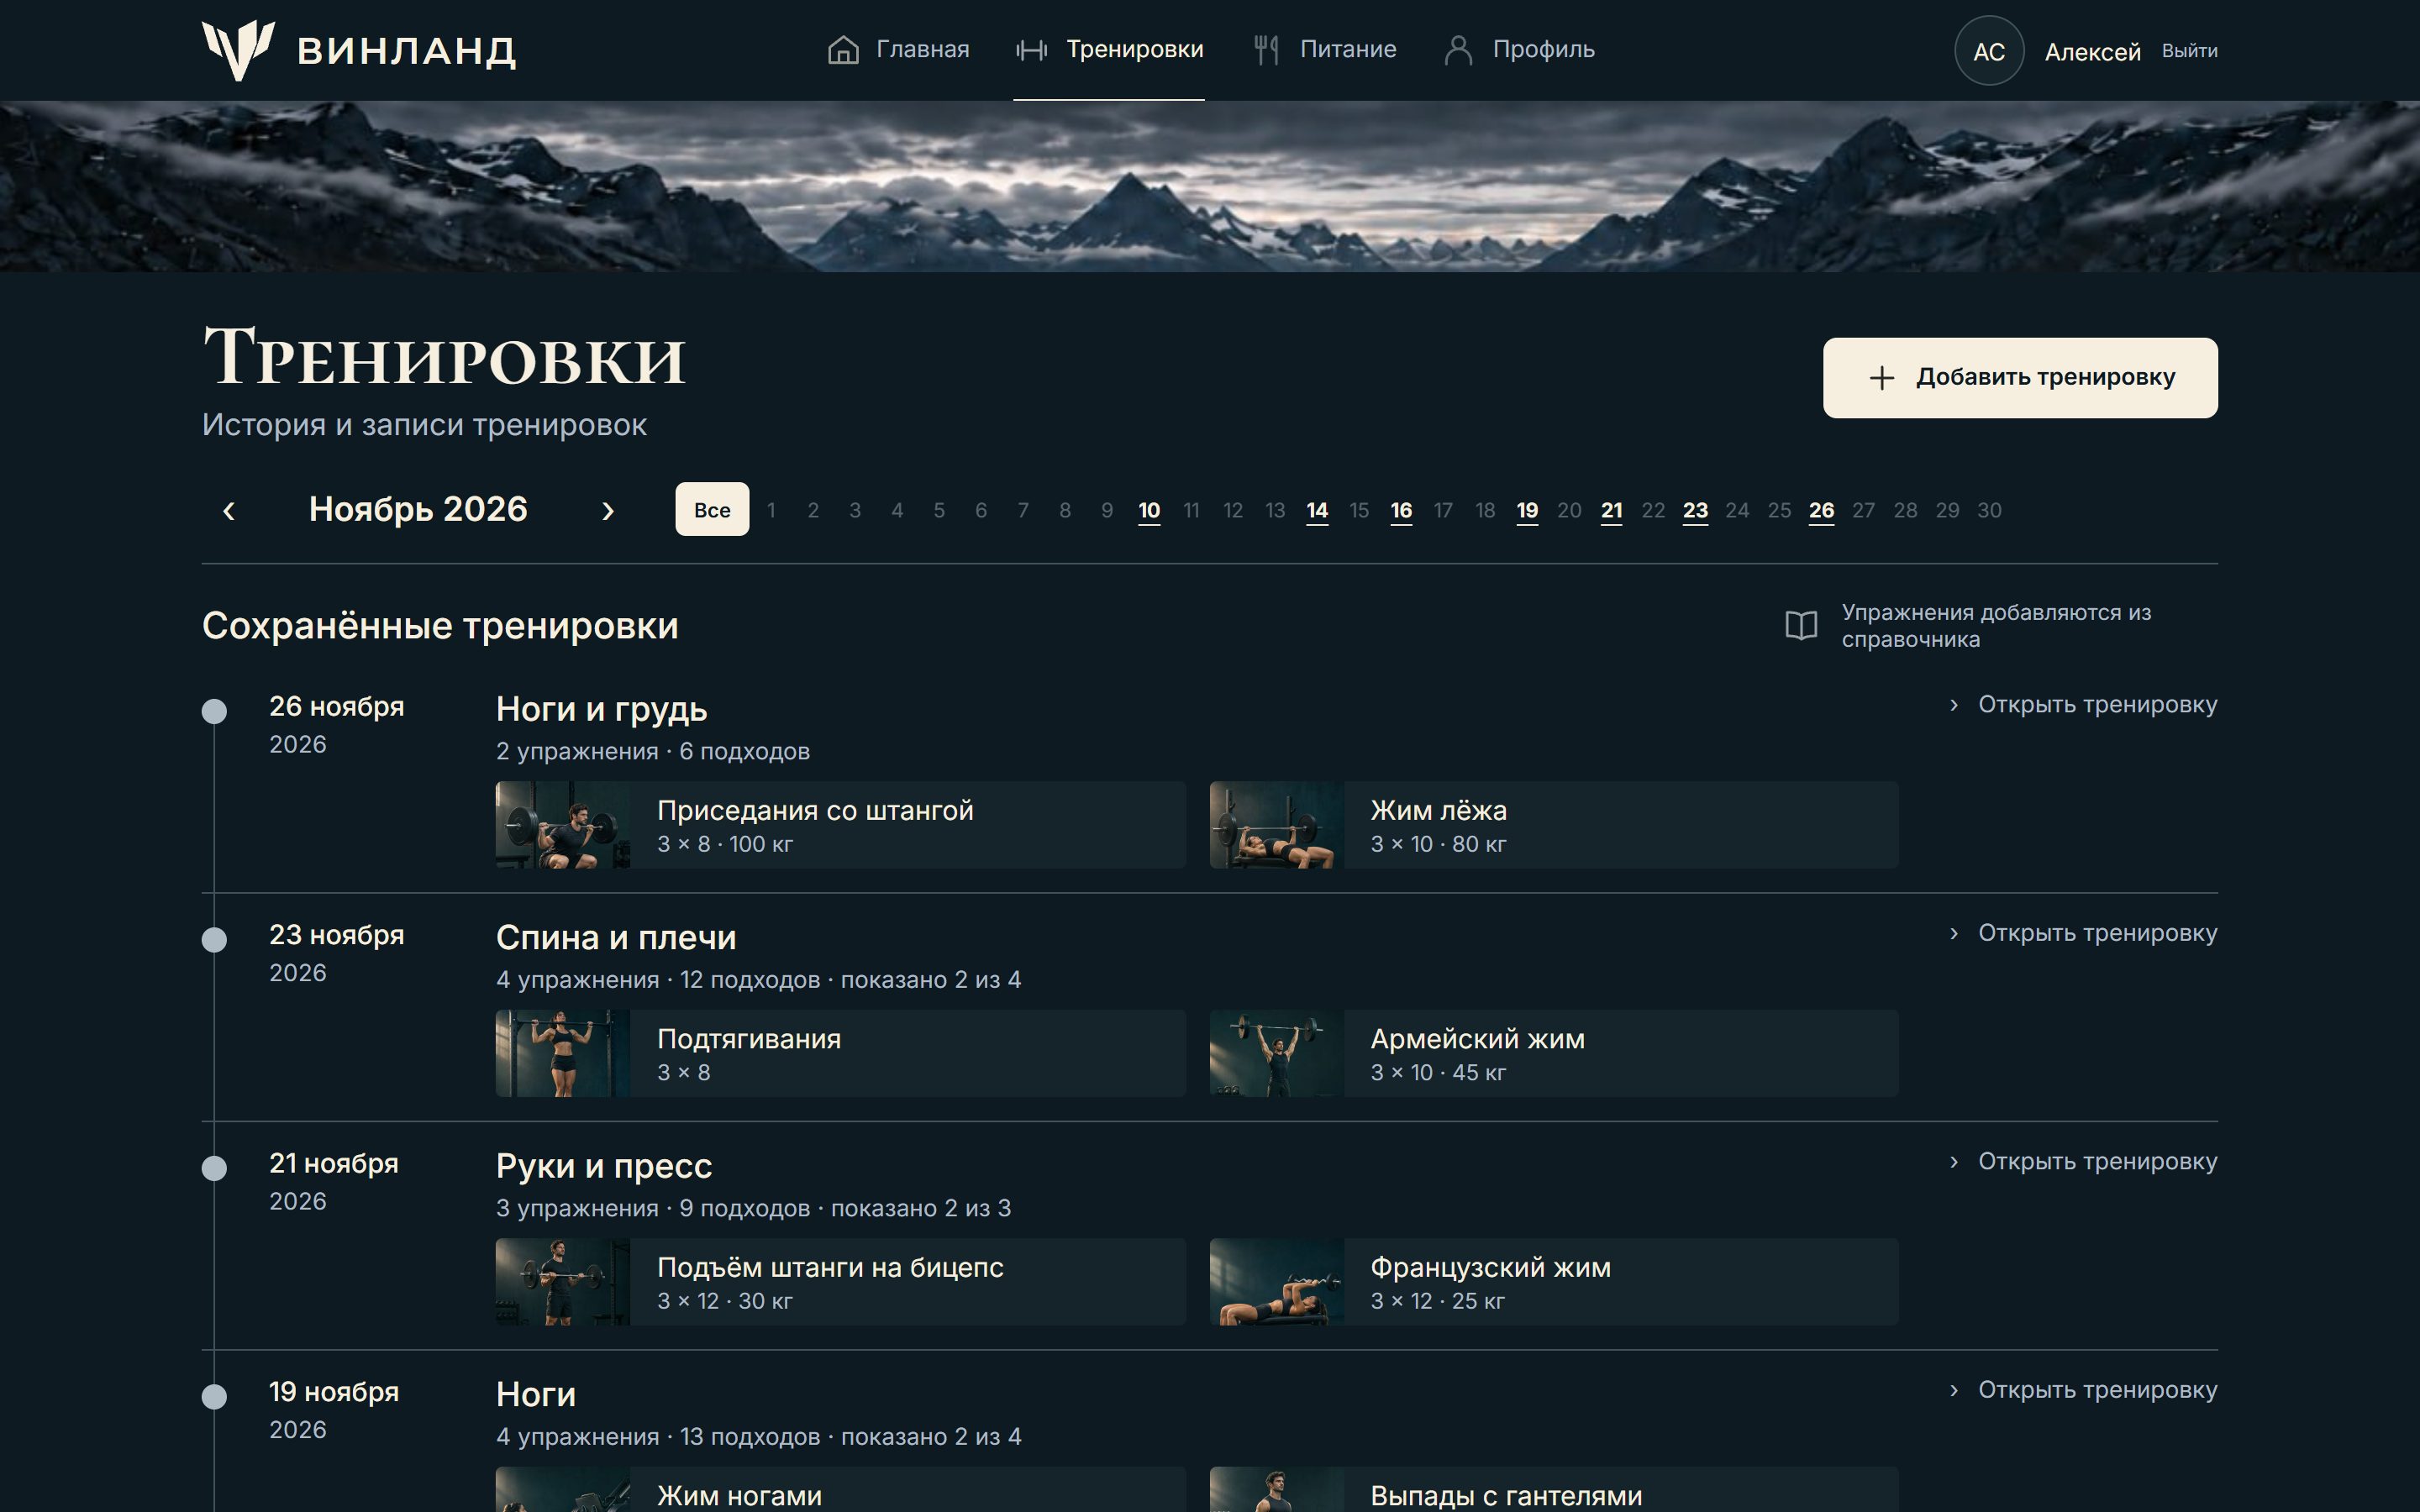 ВИНЛАНД
Главная
Тренировки
Питание
Профиль
АС
Алексей
Выйти
Тренировки
История и записи тренировок
Добавить тренировку
‹ Ноябрь 2026 ›
Все 1 2 3 4 5 6 7 8 9 10 11 12 13 14 15 16 17 18 19 20 21 22 23 24 25 26 27 28 29 30
Сохранённые тренировки
Упражнения добавляются из
справочника
26 ноября
2026
Ноги и грудь
2 упражнения · 6 подходов
Приседания со штангой
3 × 8 · 100 кг
Жим лёжа
3 × 10 · 80 кг
› Открыть тренировку
23 ноября
2026
Спина и плечи
4 упражнения · 12 подходов · показано 2 из 4
Подтягивания
3 × 8
Армейский жим
3 × 10 · 45 кг
› Открыть тренировку
21 ноября
2026
Руки и пресс
3 упражнения · 9 подходов · показано 2 из 3
Подъём штанги на бицепс
3 × 12 · 30 кг
Французский жим
3 × 12 · 25 кг
› Открыть тренировку
19 ноября
2026
Ноги
4 упражнения · 13 подходов · показано 2 из 4
Жим ногами
Выпады с гантелями
› Открыть тренировку